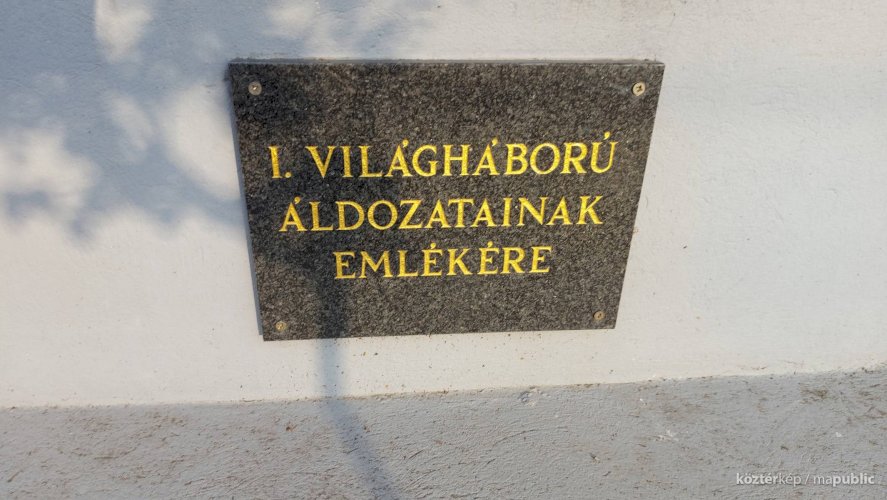 I. VILÁGHÁBORÚ
ÁLDOZATAINAK
EMLÉKÉRE
köztérkép / mapublic